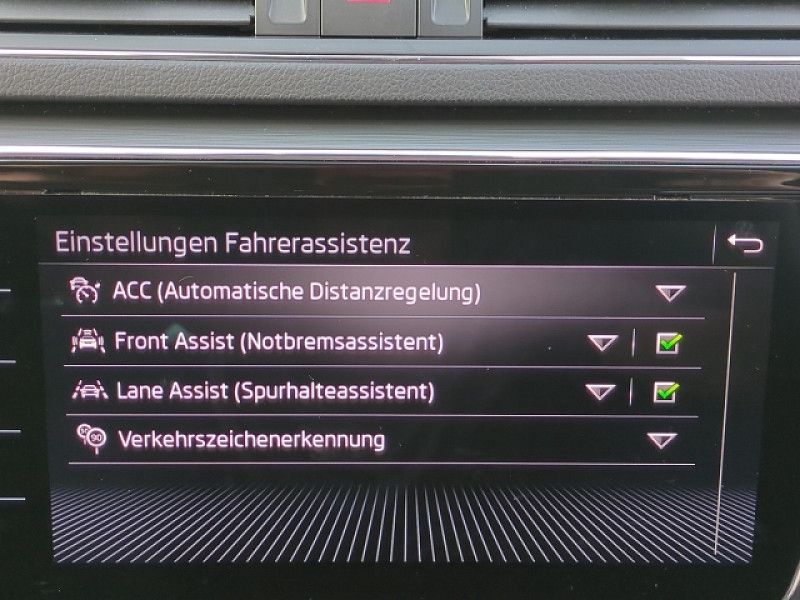 Einstellungen Fahrerassistenz
ACC (Automatische Distanzregelung)
Front Assist (Notbremsassistent)
Lane Assist (Spurhalteassistent)
Verkehrszeichenerkennung